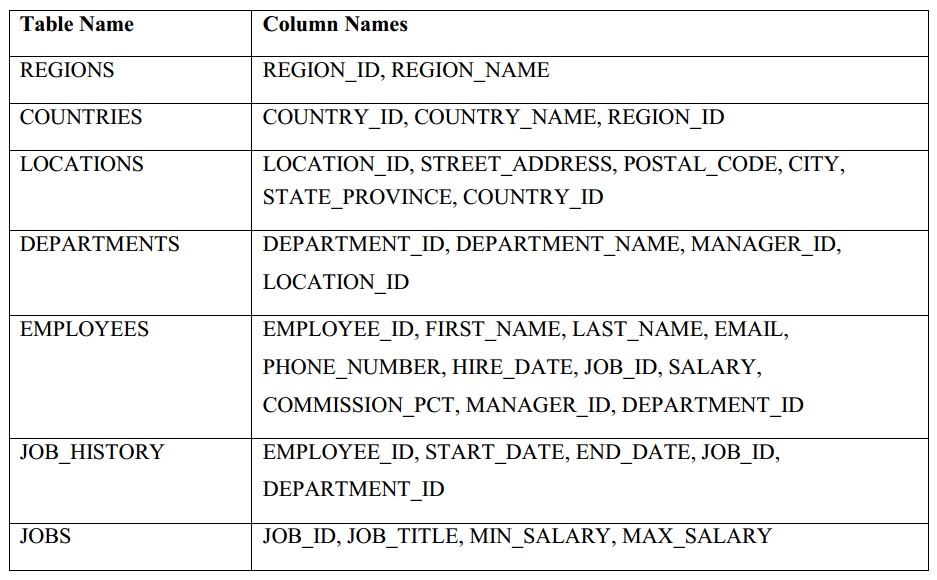 Table Name Column Names
REGIONS REGION_ID, REGION_NAME
COUNTRIES COUNTRY_ID, COUNTRY_NAME, REGION_ID
LOCATIONS LOCATION_ID, STREET_ADDRESS, POSTAL_CODE, CITY,
STATE_PROVINCE, COUNTRY_ID
DEPARTMENTS DEPARTMENT_ID, DEPARTMENT_NAME, MANAGER_ID,
LOCATION_ID
EMPLOYEES EMPLOYEE_ID, FIRST_NAME, LAST_NAME, EMAIL,
PHONE_NUMBER, HIRE_DATE, JOB_ID, SALARY,
COMMISSION_PCT, MANAGER_ID, DEPARTMENT_ID
JOB_HISTORY EMPLOYEE_ID, START_DATE, END_DATE, JOB_ID,
DEPARTMENT_ID
JOBS JOB_ID, JOB_TITLE, MIN_SALARY, MAX_SALARY